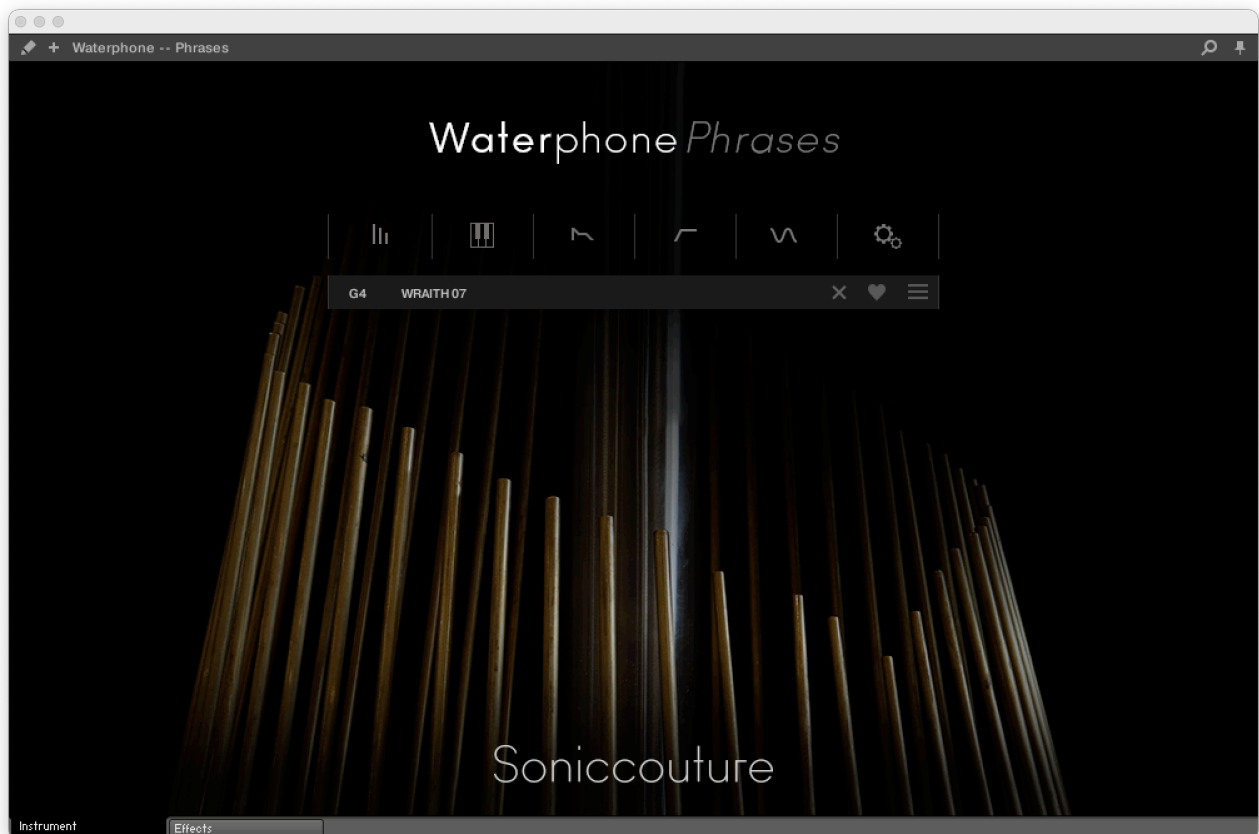 Waterphone -- Phrases
Waterphone Phrases
G4 WRAITH 07
Soniccouture
Instrument Effects